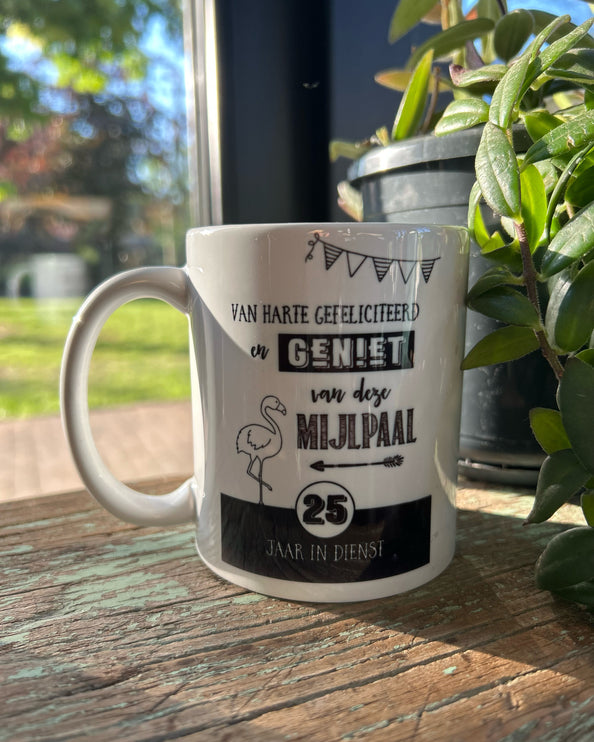 VAN HARTE GEFELICITEERD
en GENIET
van deze
MIJLPAAL
25
JAAR IN DIENST